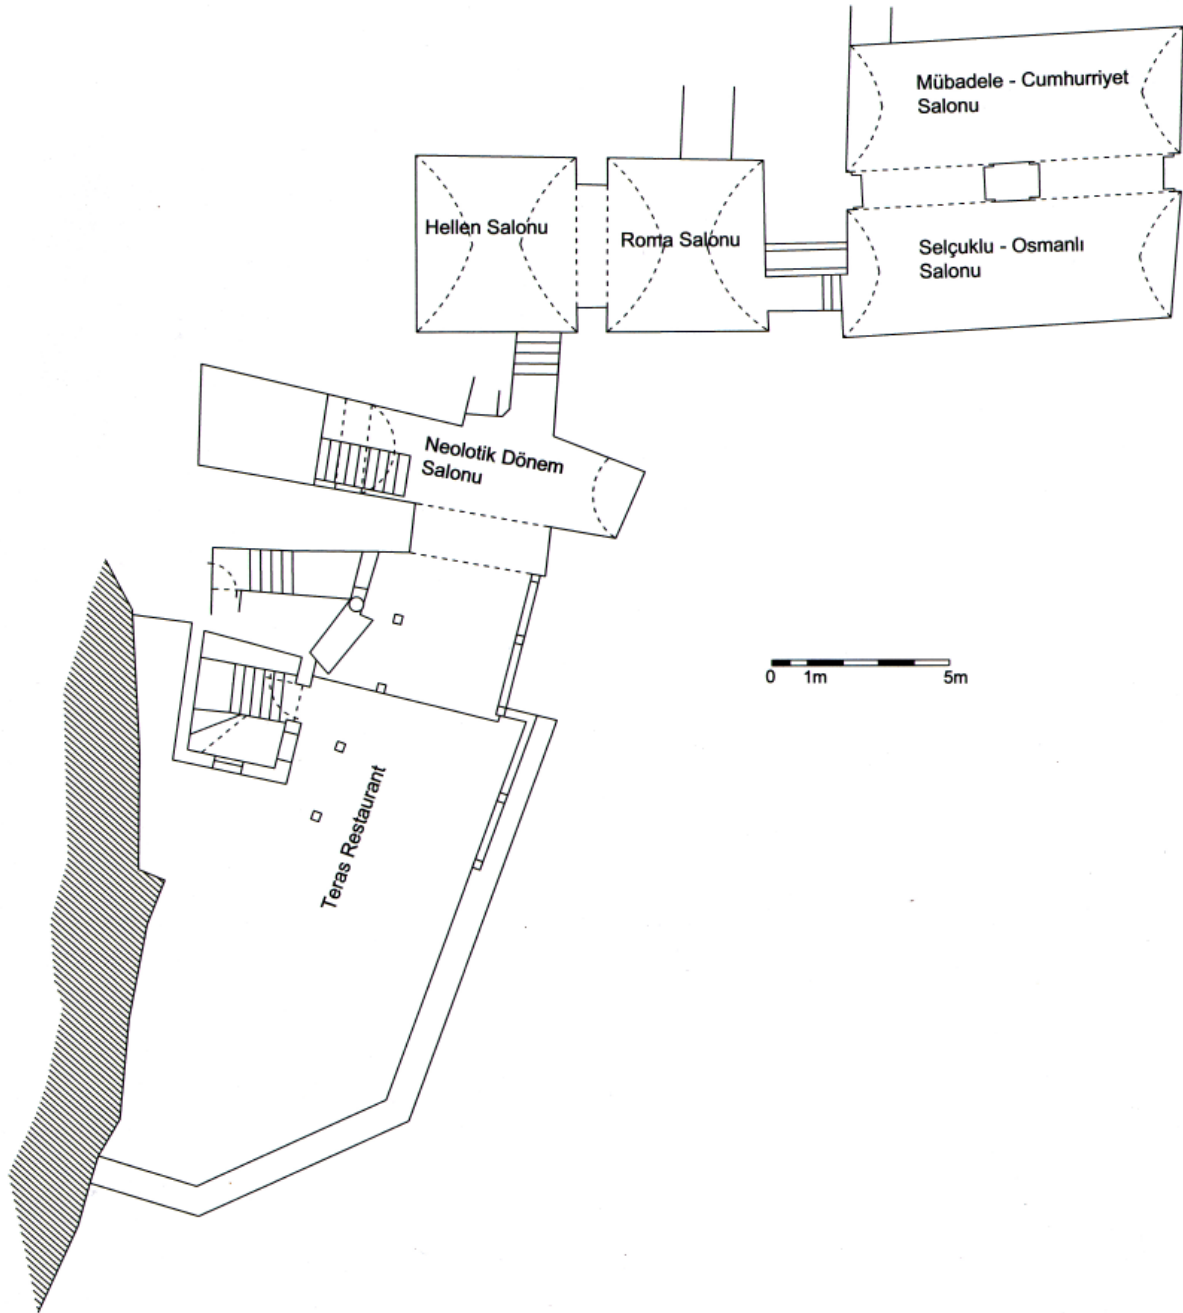 Mübadele - Cumhurriyet
Salonu
Hellen Salonu
Roma Salonu
Selçuklu - Osmanlı
Salonu
Neolotik Dönem
Salonu
0 1m 5m
Teras Restaurant